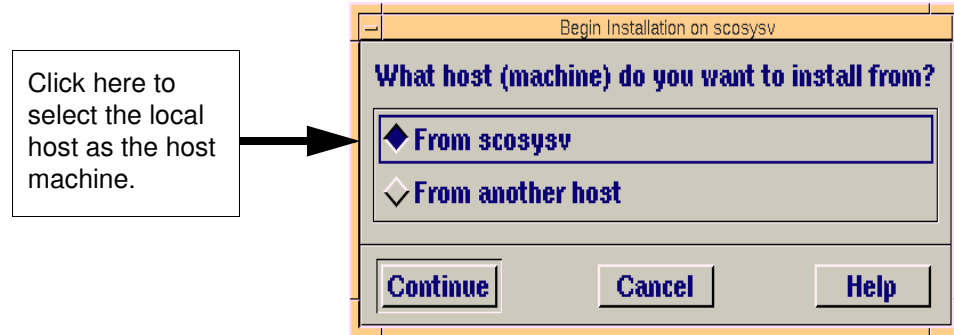 Begin Installation on scosysv
What host (machine) do you want to install from?
Click here to
select the local
host as the host
machine.
From scosysv
From another host
Continue
Cancel
Help